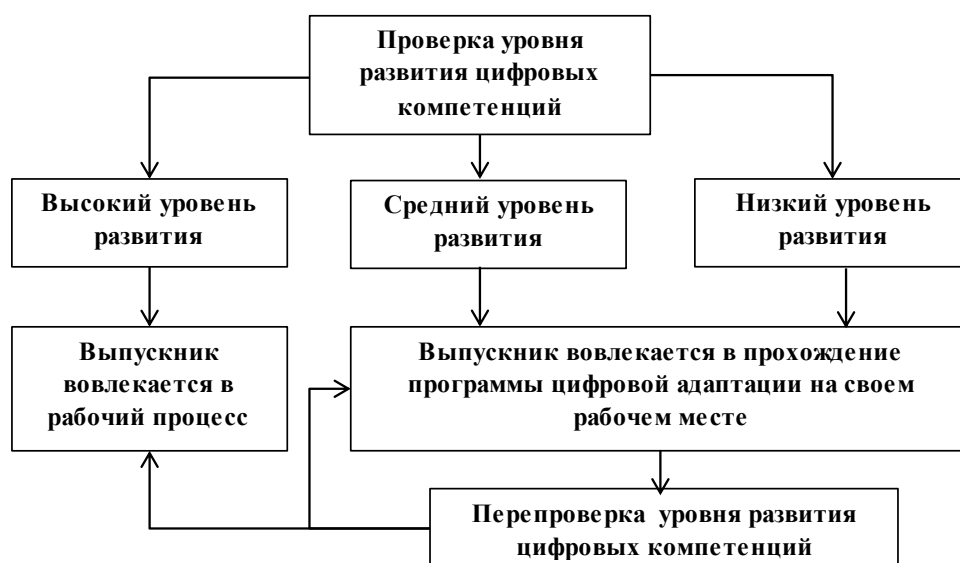 Проверка уровня
развития цифровых
компетенций
Высокий уровень
развития
Средний уровень
развития
Низкий уровень
развития
Выпускник
вовлекается в
рабочий процесс
Выпускник вовлекается в прохождение
программы цифровой адаптации на своем
рабочем месте
Перепроверка уровня развития
цифровых компетенций